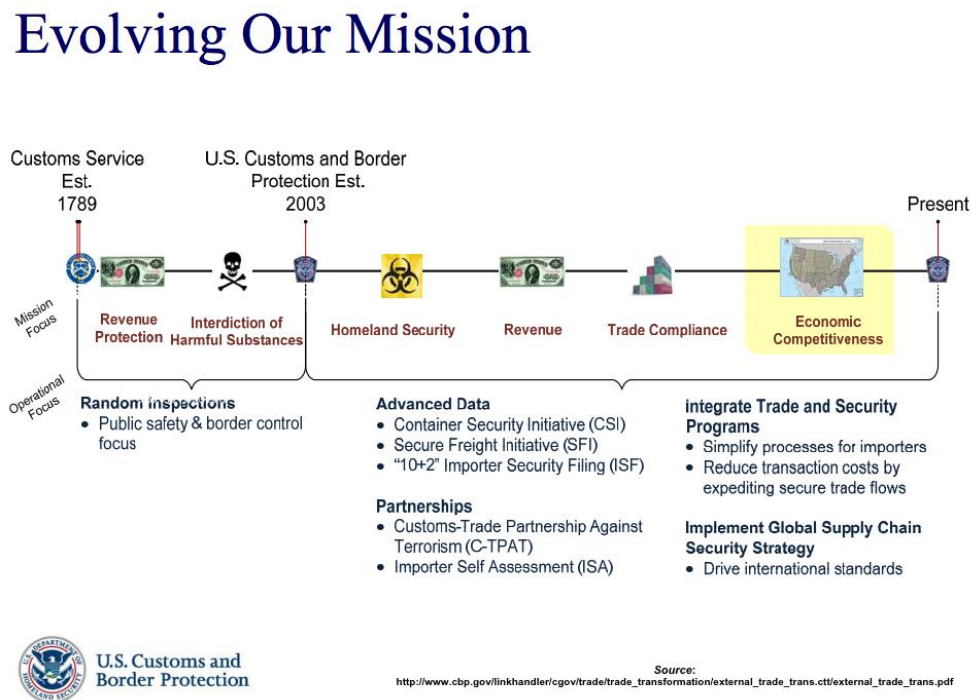 Evolving Our Mission
Customs Service
Est.
1789
U.S. Customs and Border
Protection Est.
2003
Present
Mission
Focus
Revenue
Protection
Interdiction of
Harmful Substances
Homeland Security
Revenue
Trade Compliance
Economic
Competitiveness
Operational
Focus
Random Inspections
• Public safety & border control
focus
Advanced Data
• Container Security Initiative (CSI)
• Secure Freight Initiative (SFI)
• “10+2” Importer Security Filing (ISF)
Partnerships
• Customs-Trade Partnership Against
Terrorism (C-TPAT)
• Importer Self Assessment (ISA)
Integrate Trade and Security
Programs
• Simplify processes for importers
• Reduce transaction costs by
expediting secure trade flows
Implement Global Supply Chain
Security Strategy
• Drive international standards
U.S. Customs and
Border Protection
Source:
http://www.cbp.gov/linkhandler/cgov/trade/trade_transformation/external_trade_trans.ctt/external_trade_trans.pdf